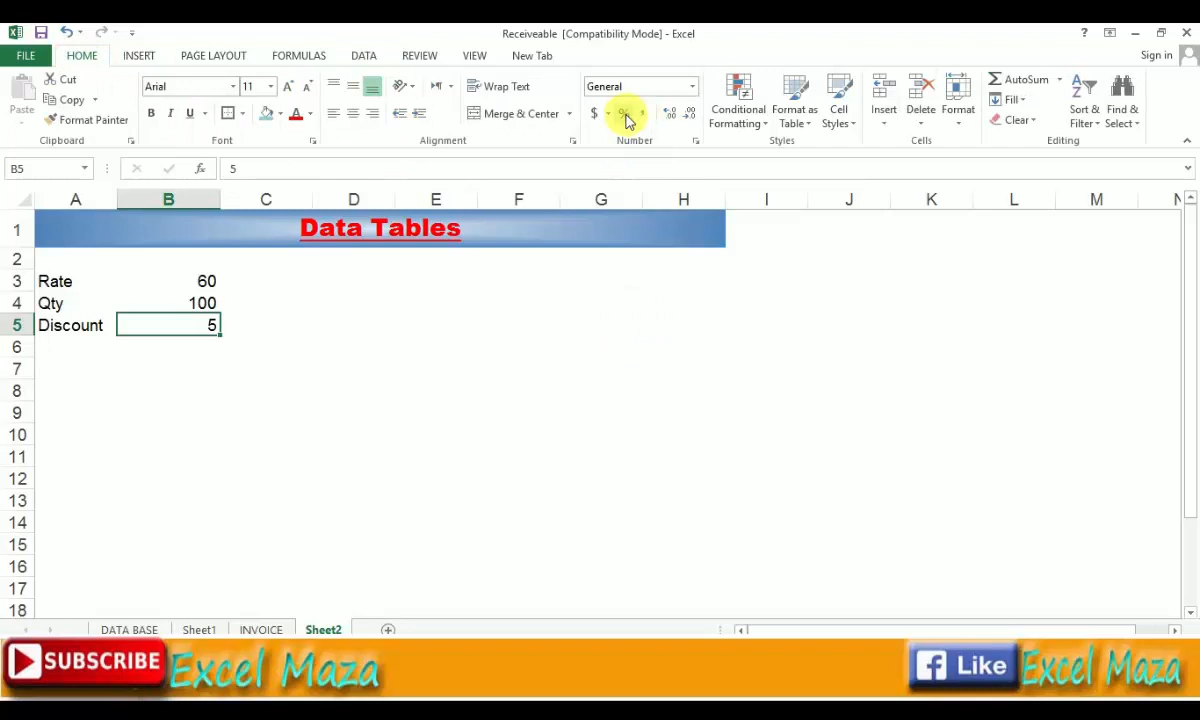 Receiveable [Compatibility Mode] - Excel
FILE HOME INSERT PAGE LAYOUT FORMULAS DATA REVIEW VIEW New Tab Sign in
Paste Cut Copy Format Painter Clipboard
Arial 11 B I U A Font
Wrap Text Merge & Center Alignment
General $ % , Number
Conditional Formatting Format as Table Cell Styles Styles
Insert Delete Format Cells
AutoSum Fill Clear Sort & Filter Find & Select Editing
B5 fx 5
A B C D E F G H I J K L M N
1 Data Tables
2
3 Rate 60
4 Qty 100
5 Discount 5
6
7
8
9
10
11
12
13
14
15
16
17
18
DATA BASE Sheet1 INVOICE Sheet2
SUBSCRIBE Excel Maza f Like Excel Maza